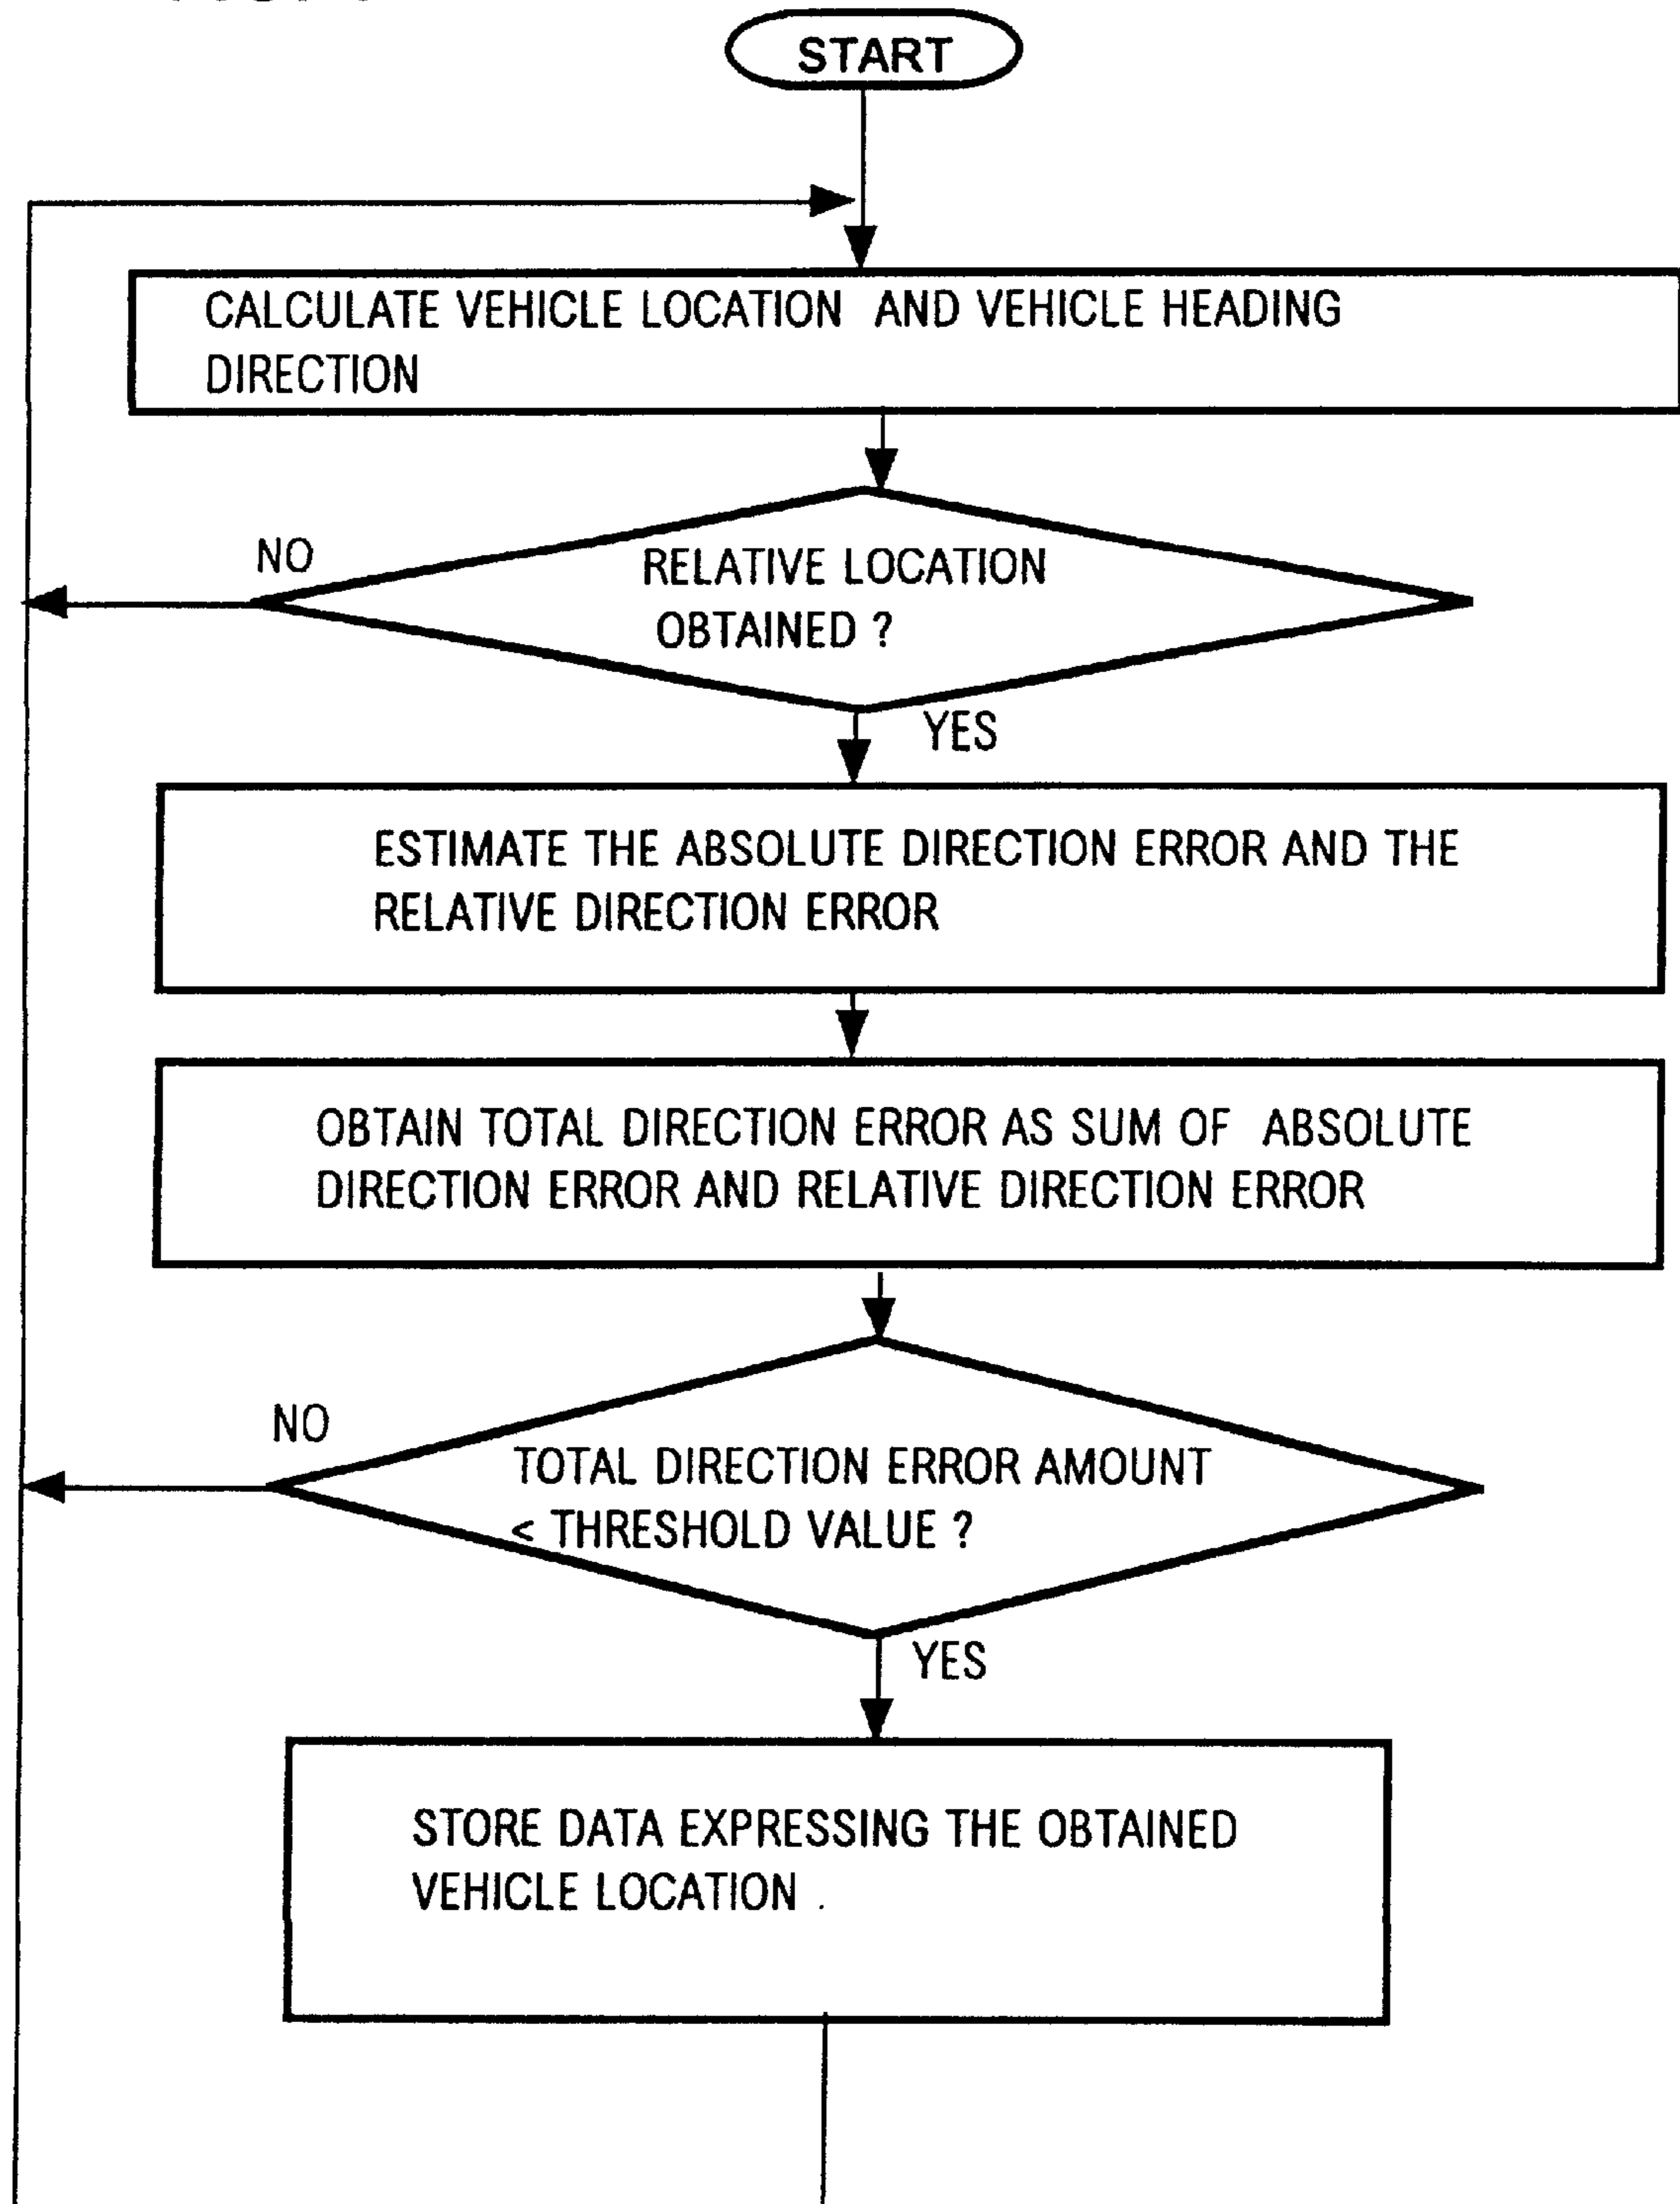 START
CALCULATE VEHICLE LOCATION AND VEHICLE HEADING
DIRECTION
NO
RELATIVE LOCATION
OBTAINED ?
YES
ESTIMATE THE ABSOLUTE DIRECTION ERROR AND THE
RELATIVE DIRECTION ERROR
OBTAIN TOTAL DIRECTION ERROR AS SUM OF ABSOLUTE
DIRECTION ERROR AND RELATIVE DIRECTION ERROR
NO
TOTAL DIRECTION ERROR AMOUNT
< THRESHOLD VALUE ?
YES
STORE DATA EXPRESSING THE OBTAINED
VEHICLE LOCATION .